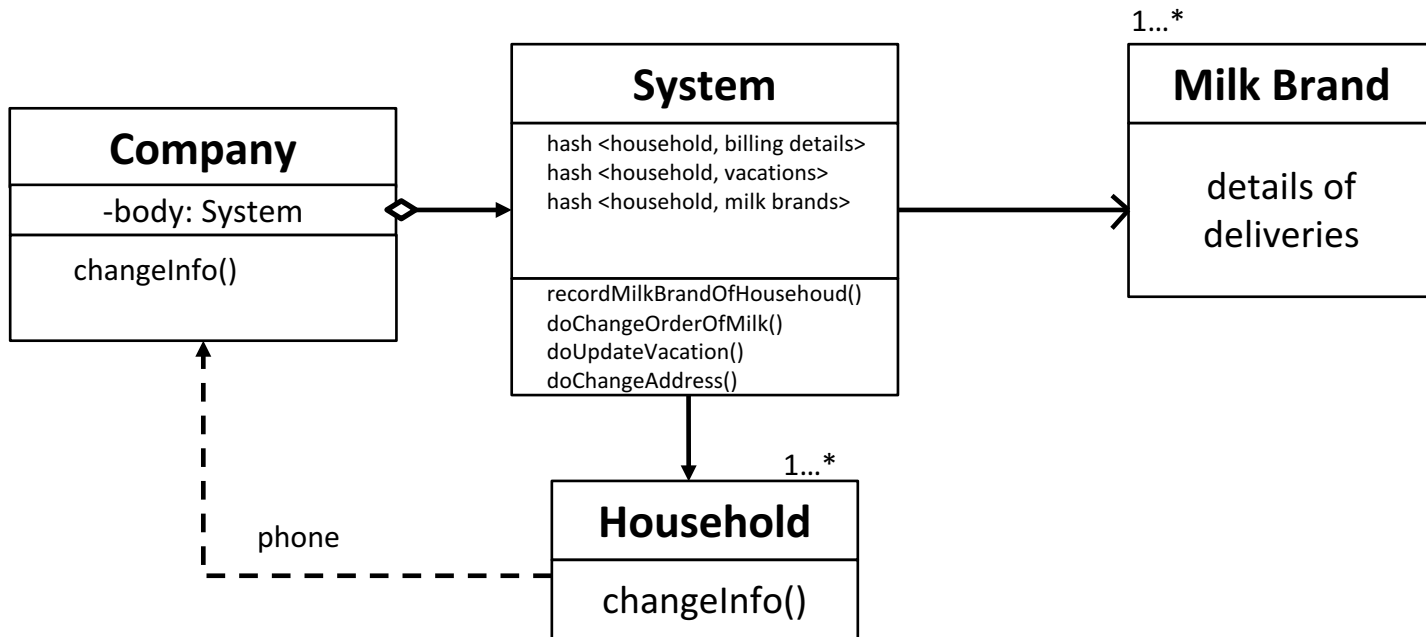 Company
-body: System
changeInfo()
System
hash <household, billing details>
hash <household, vacations>
hash <household, milk brands>
recordMilkBrandOfHousehoud()
doChangeOrderOfMilk()
doUpdateVacation()
doChangeAddress()
1...*
Milk Brand
details of
deliveries
phone
1...*
Household
changeInfo()